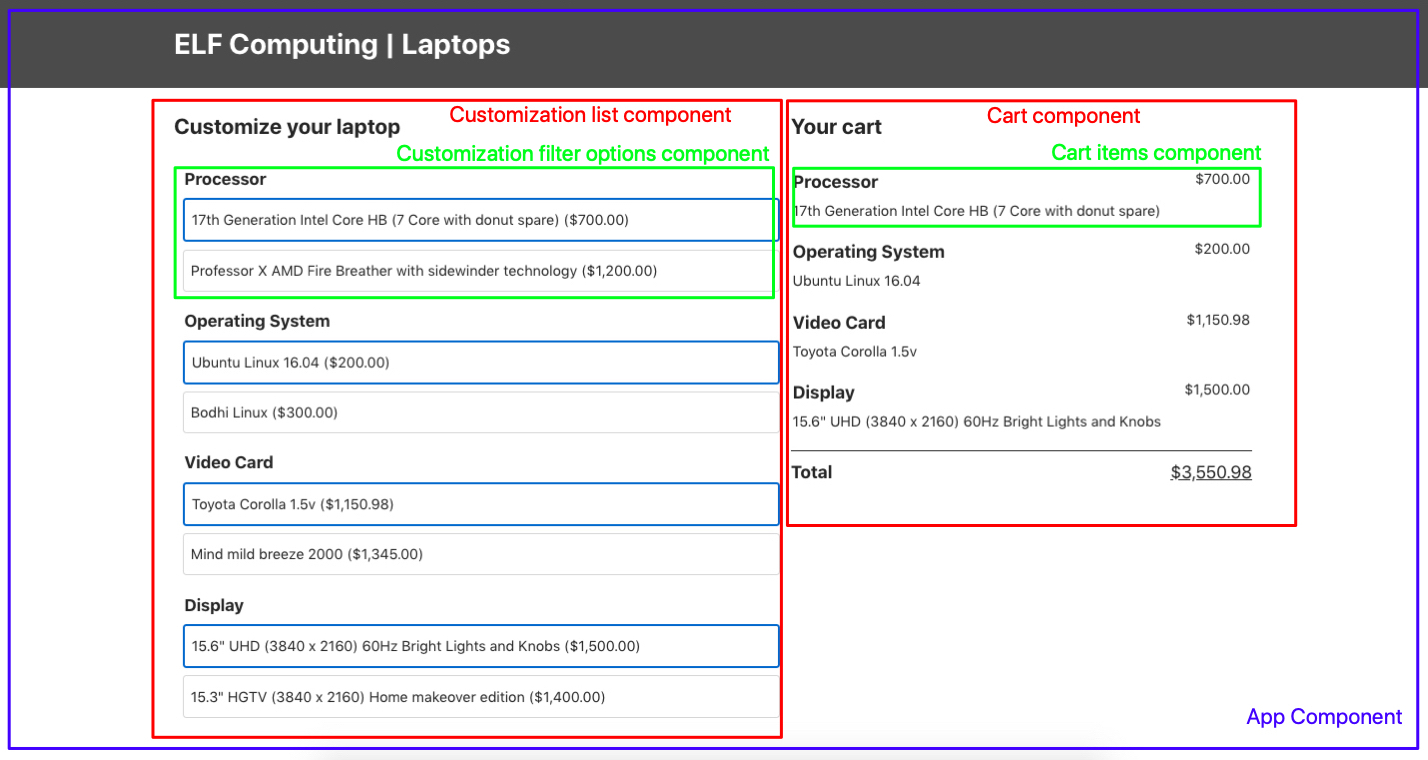 ELF Computing | Laptops
Customization list component
Customize your laptop
Customization filter options component
Processor
17th Generation Intel Core HB (7 Core with donut spare) ($700.00)
Professor X AMD Fire Breather with sidewinder technology ($1,200.00)
Operating System
Ubuntu Linux 16.04 ($200.00)
Bodhi Linux ($300.00)
Video Card
Toyota Corolla 1.5v ($1,150.98)
Mind mild breeze 2000 ($1,345.00)
Display
15.6" UHD (3840 x 2160) 60Hz Bright Lights and Knobs ($1,500.00)
15.3" HGTV (3840 x 2160) Home makeover edition ($1,400.00)
Cart component
Your cart
Cart items component
Processor $700.00
17th Generation Intel Core HB (7 Core with donut spare)
Operating System $200.00
Ubuntu Linux 16.04
Video Card $1,150.98
Toyota Corolla 1.5v
Display $1,500.00
15.6" UHD (3840 x 2160) 60Hz Bright Lights and Knobs
Total $3,550.98
App Component